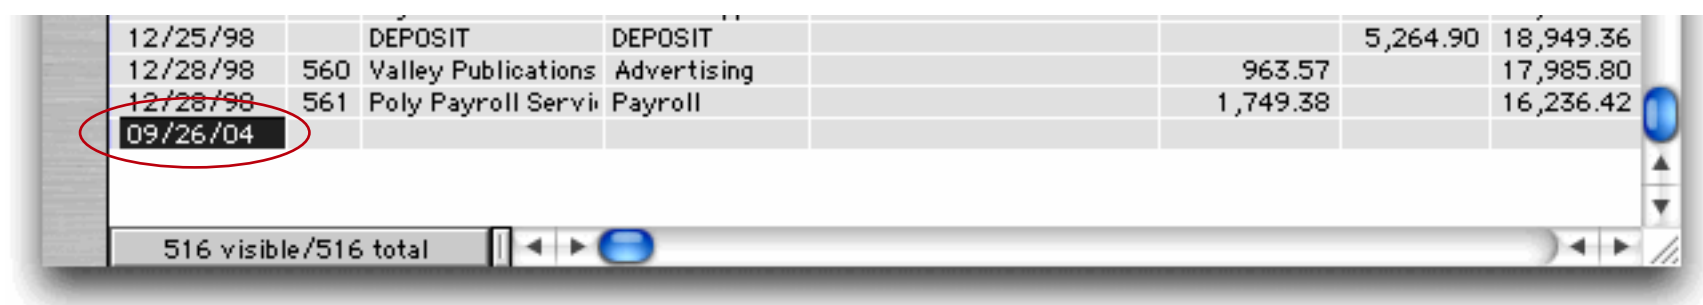 12/25/98 DEPOSIT DEPOSIT 5,264.90 18,949.36
12/28/98 560 Valley Publications Advertising 963.57 17,985.80
12/28/98 561 Poly Payroll Servi Payroll 1,749.38 16,236.42
09/26/04
516 visible/516 total